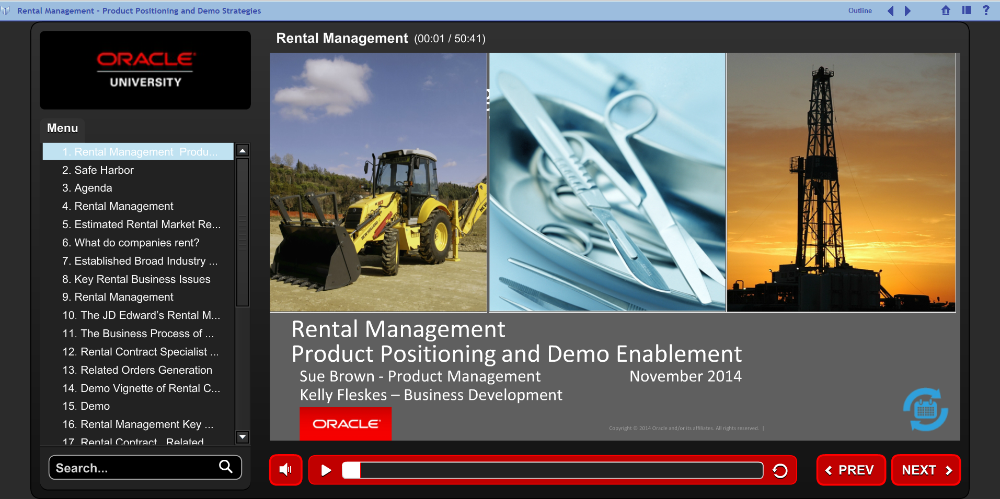 Rental Management - Product Positioning and Demo Strategies
Outline
?
ORACLE
UNIVERSITY
Rental Management (00:01 / 50:41)
Menu
1. Rental Management Produ...
2. Safe Harbor
3. Agenda
4. Rental Management
5. Estimated Rental Market Re...
6. What do companies rent?
7. Established Broad Industry ...
8. Key Rental Business Issues
9. Rental Management
10. The JD Edward’s Rental M...
11. The Business Process of ...
12. Rental Contract Specialist ...
13. Related Orders Generation
14. Demo Vignette of Rental C...
15. Demo
16. Rental Management Key ...
17. Rental Contract Related
Search...
NEW HOLLAND
Rental Management
Product Positioning and Demo Enablement
Sue Brown - Product Management November 2014
Kelly Fleskes – Business Development
ORACLE
Copyright © 2014 Oracle and/or its affiliates. All rights reserved. |
PREV
NEXT